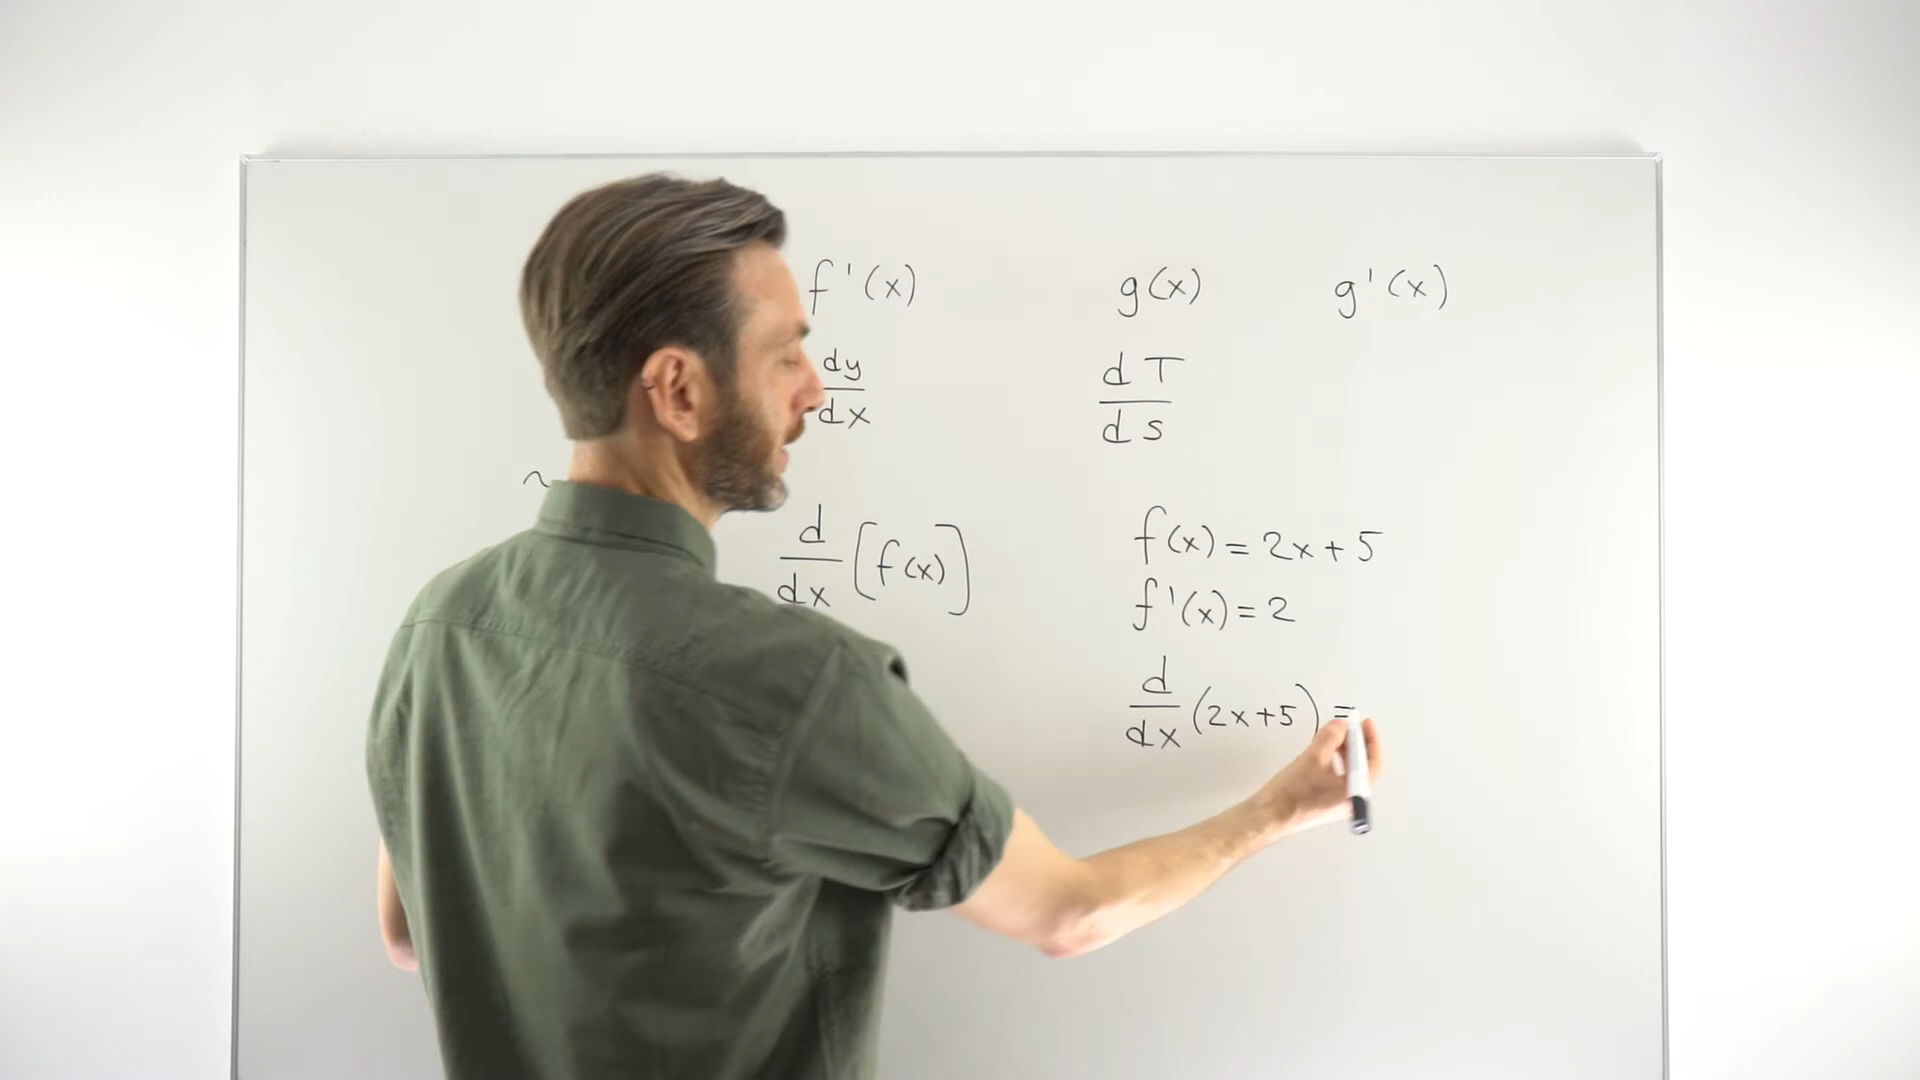 f'(x) g(x) g'(x)
dy/dx dT/ds
~
d/dx [f(x)] f(x) = 2x + 5
f'(x) = 2
d/dx (2x+5) =